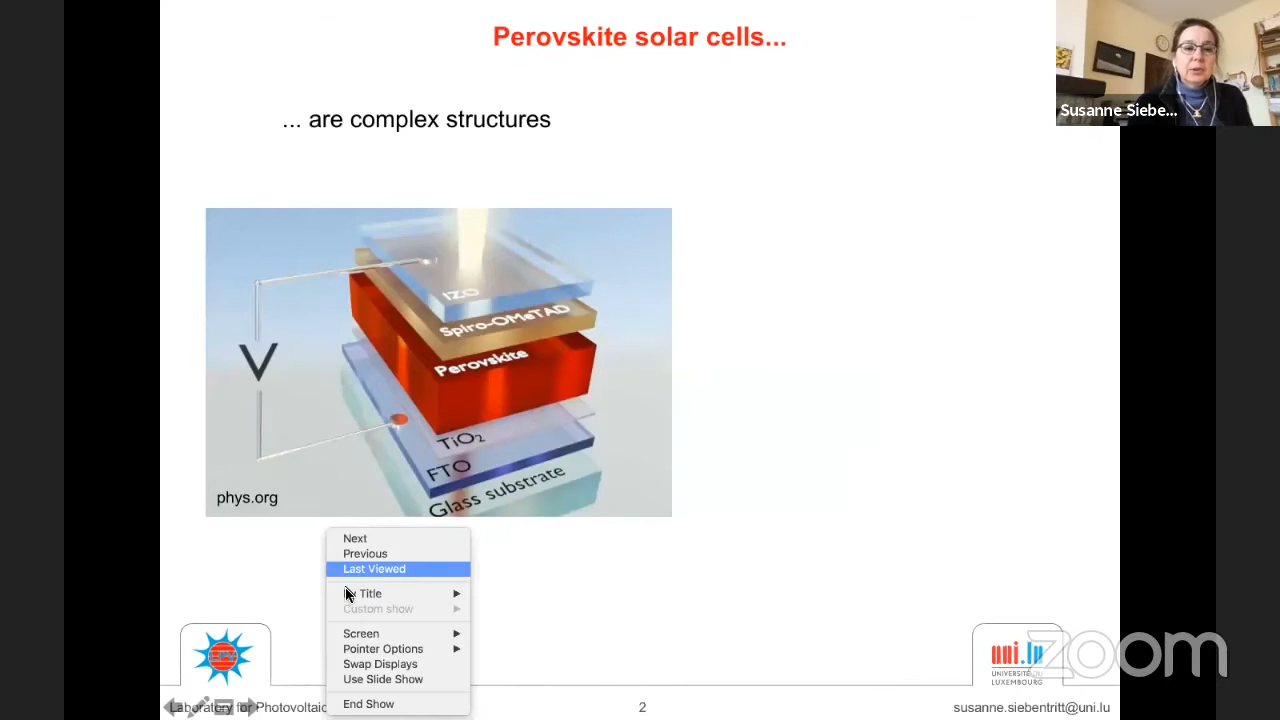 Perovskite solar cells...
Susanne Siebe...
... are complex structures
IZO
Spiro-OMeTAD
Perovskite
V
TiO₂
FTO
Glass substrate
phys.org
Next
Previous
Last Viewed
Title
Custom show
Screen
Pointer Options
Swap Displays
Use Slide Show
End Show
uni.lu
UNIVERSITÉ DU
LUXEMBOURG
zoom
Laboratory for Photovoltaic
2
susanne.siebentritt@uni.lu